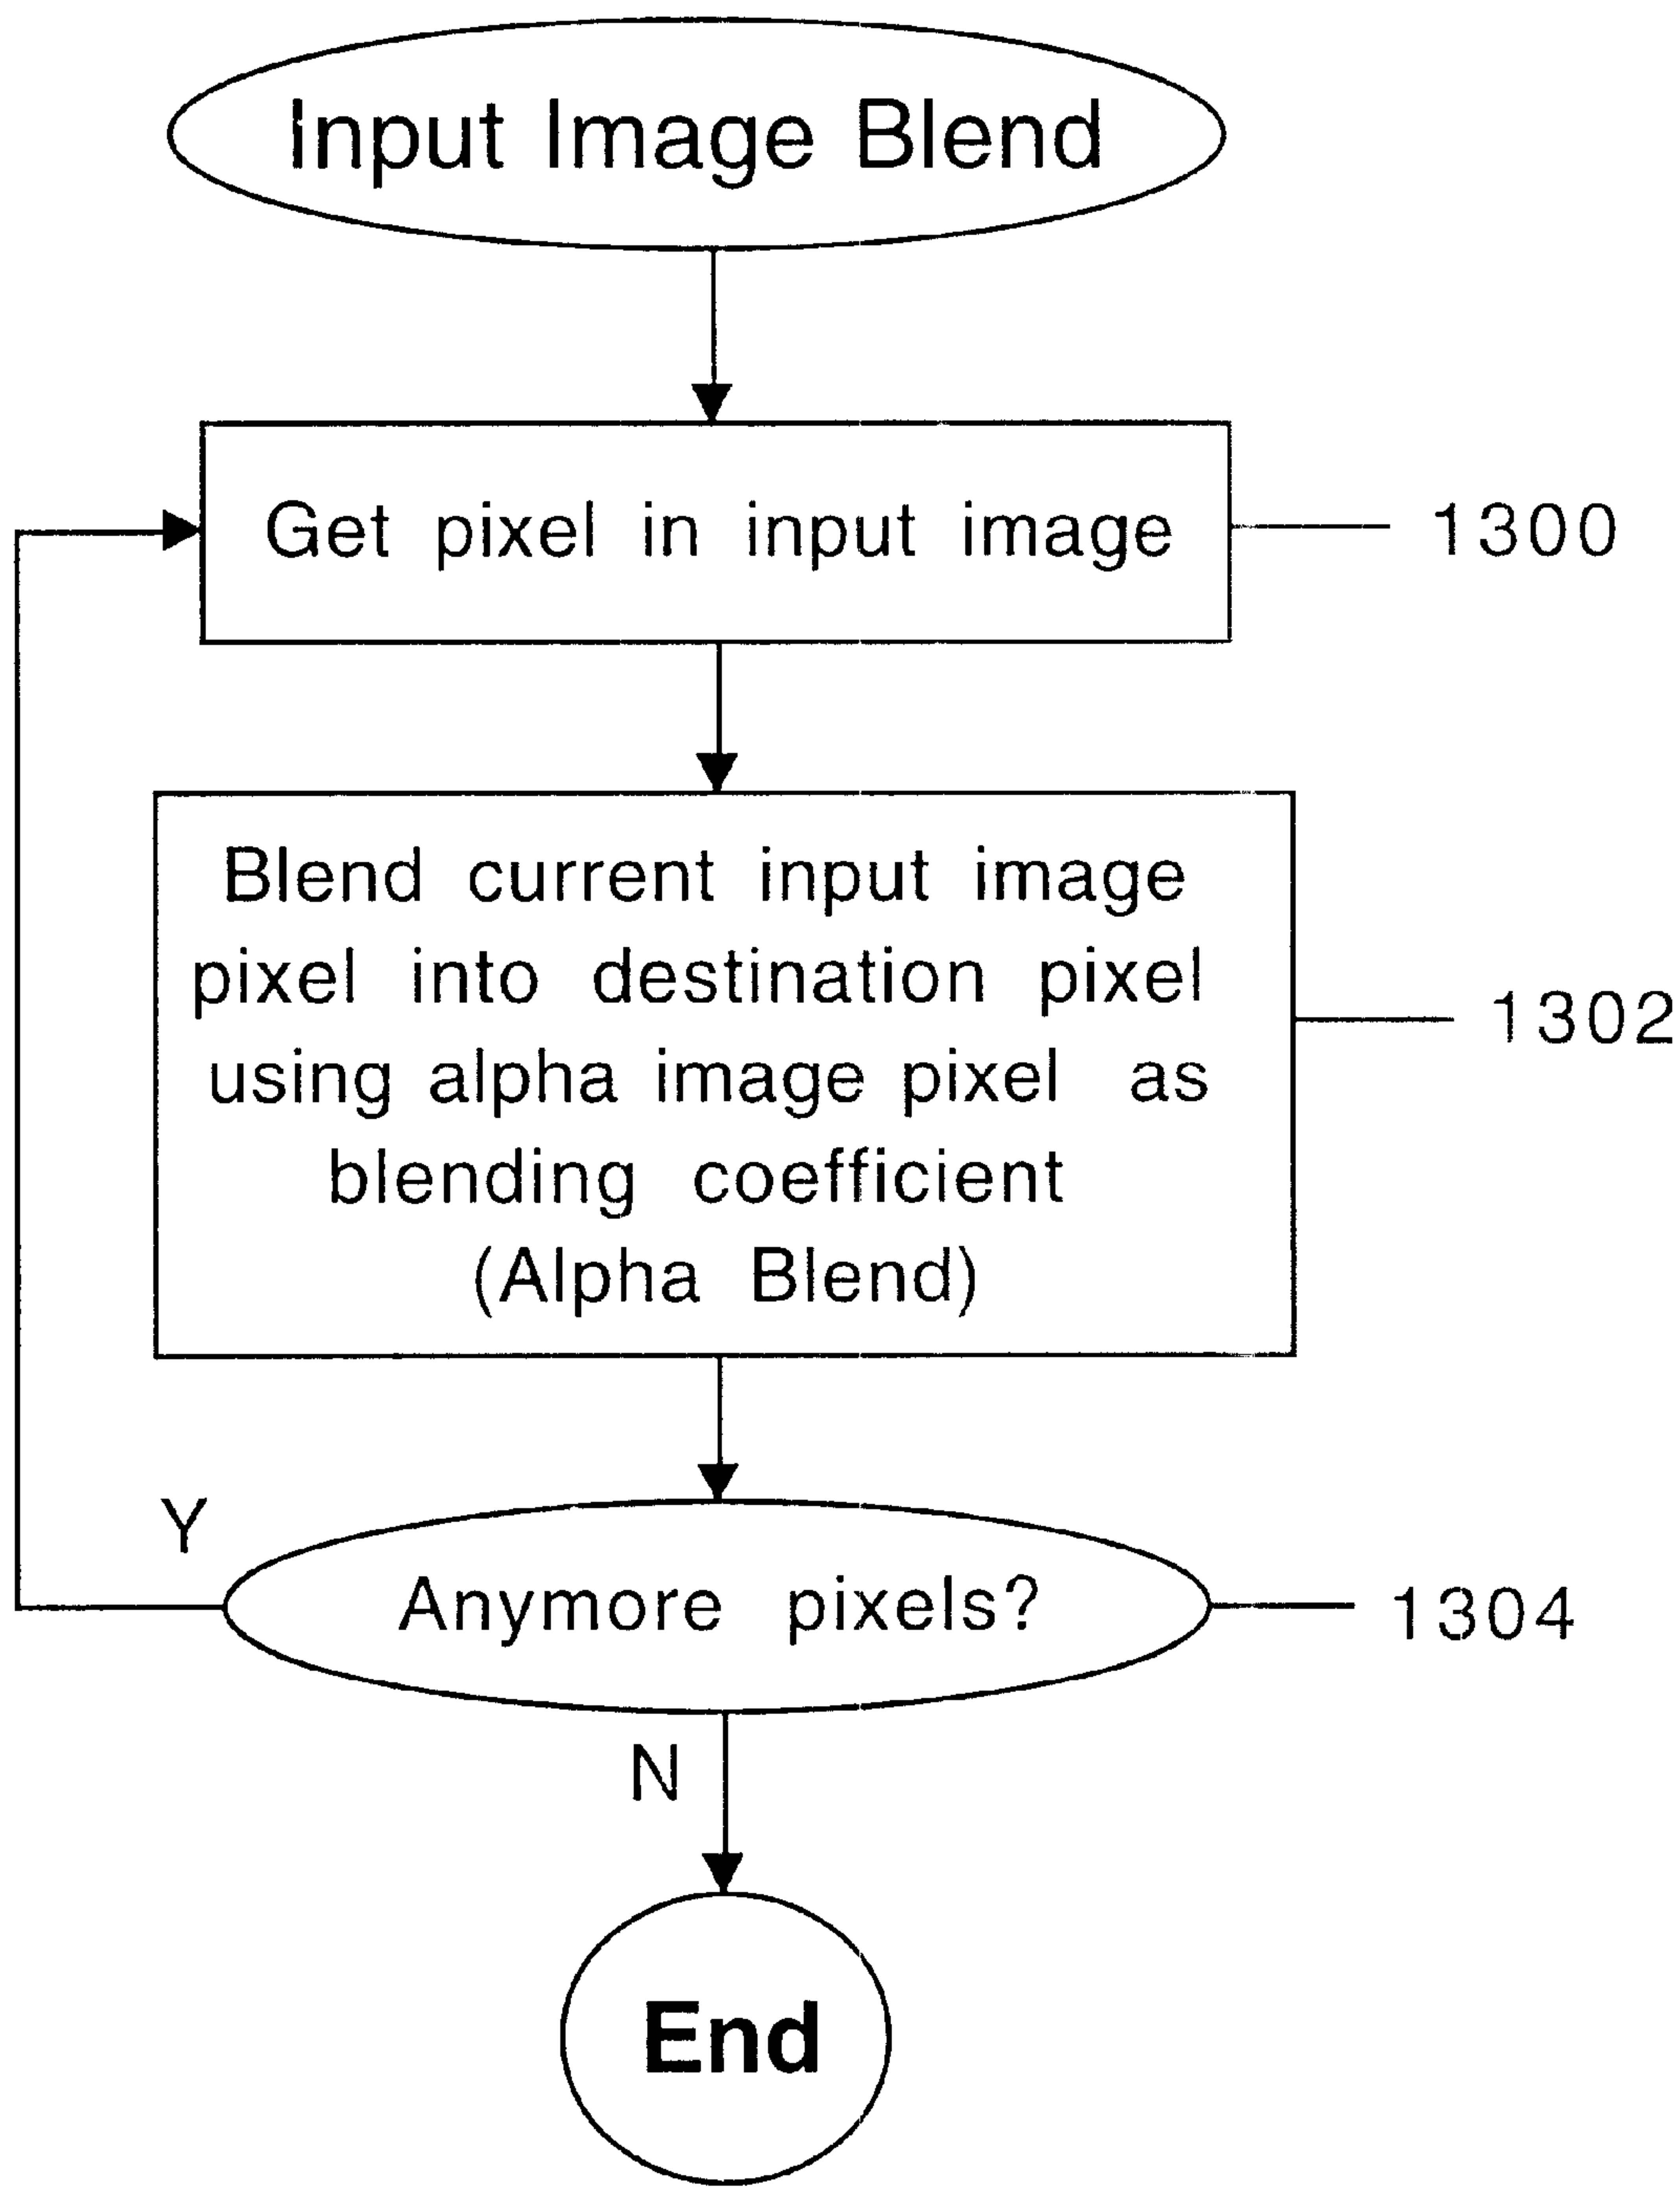 Input Image Blend
Get pixel in input image
1300
Blend current input image
pixel into destination pixel
using alpha image pixel as
blending coefficient
(Alpha Blend)
1302
Y
Anymore pixels?
1304
N
End